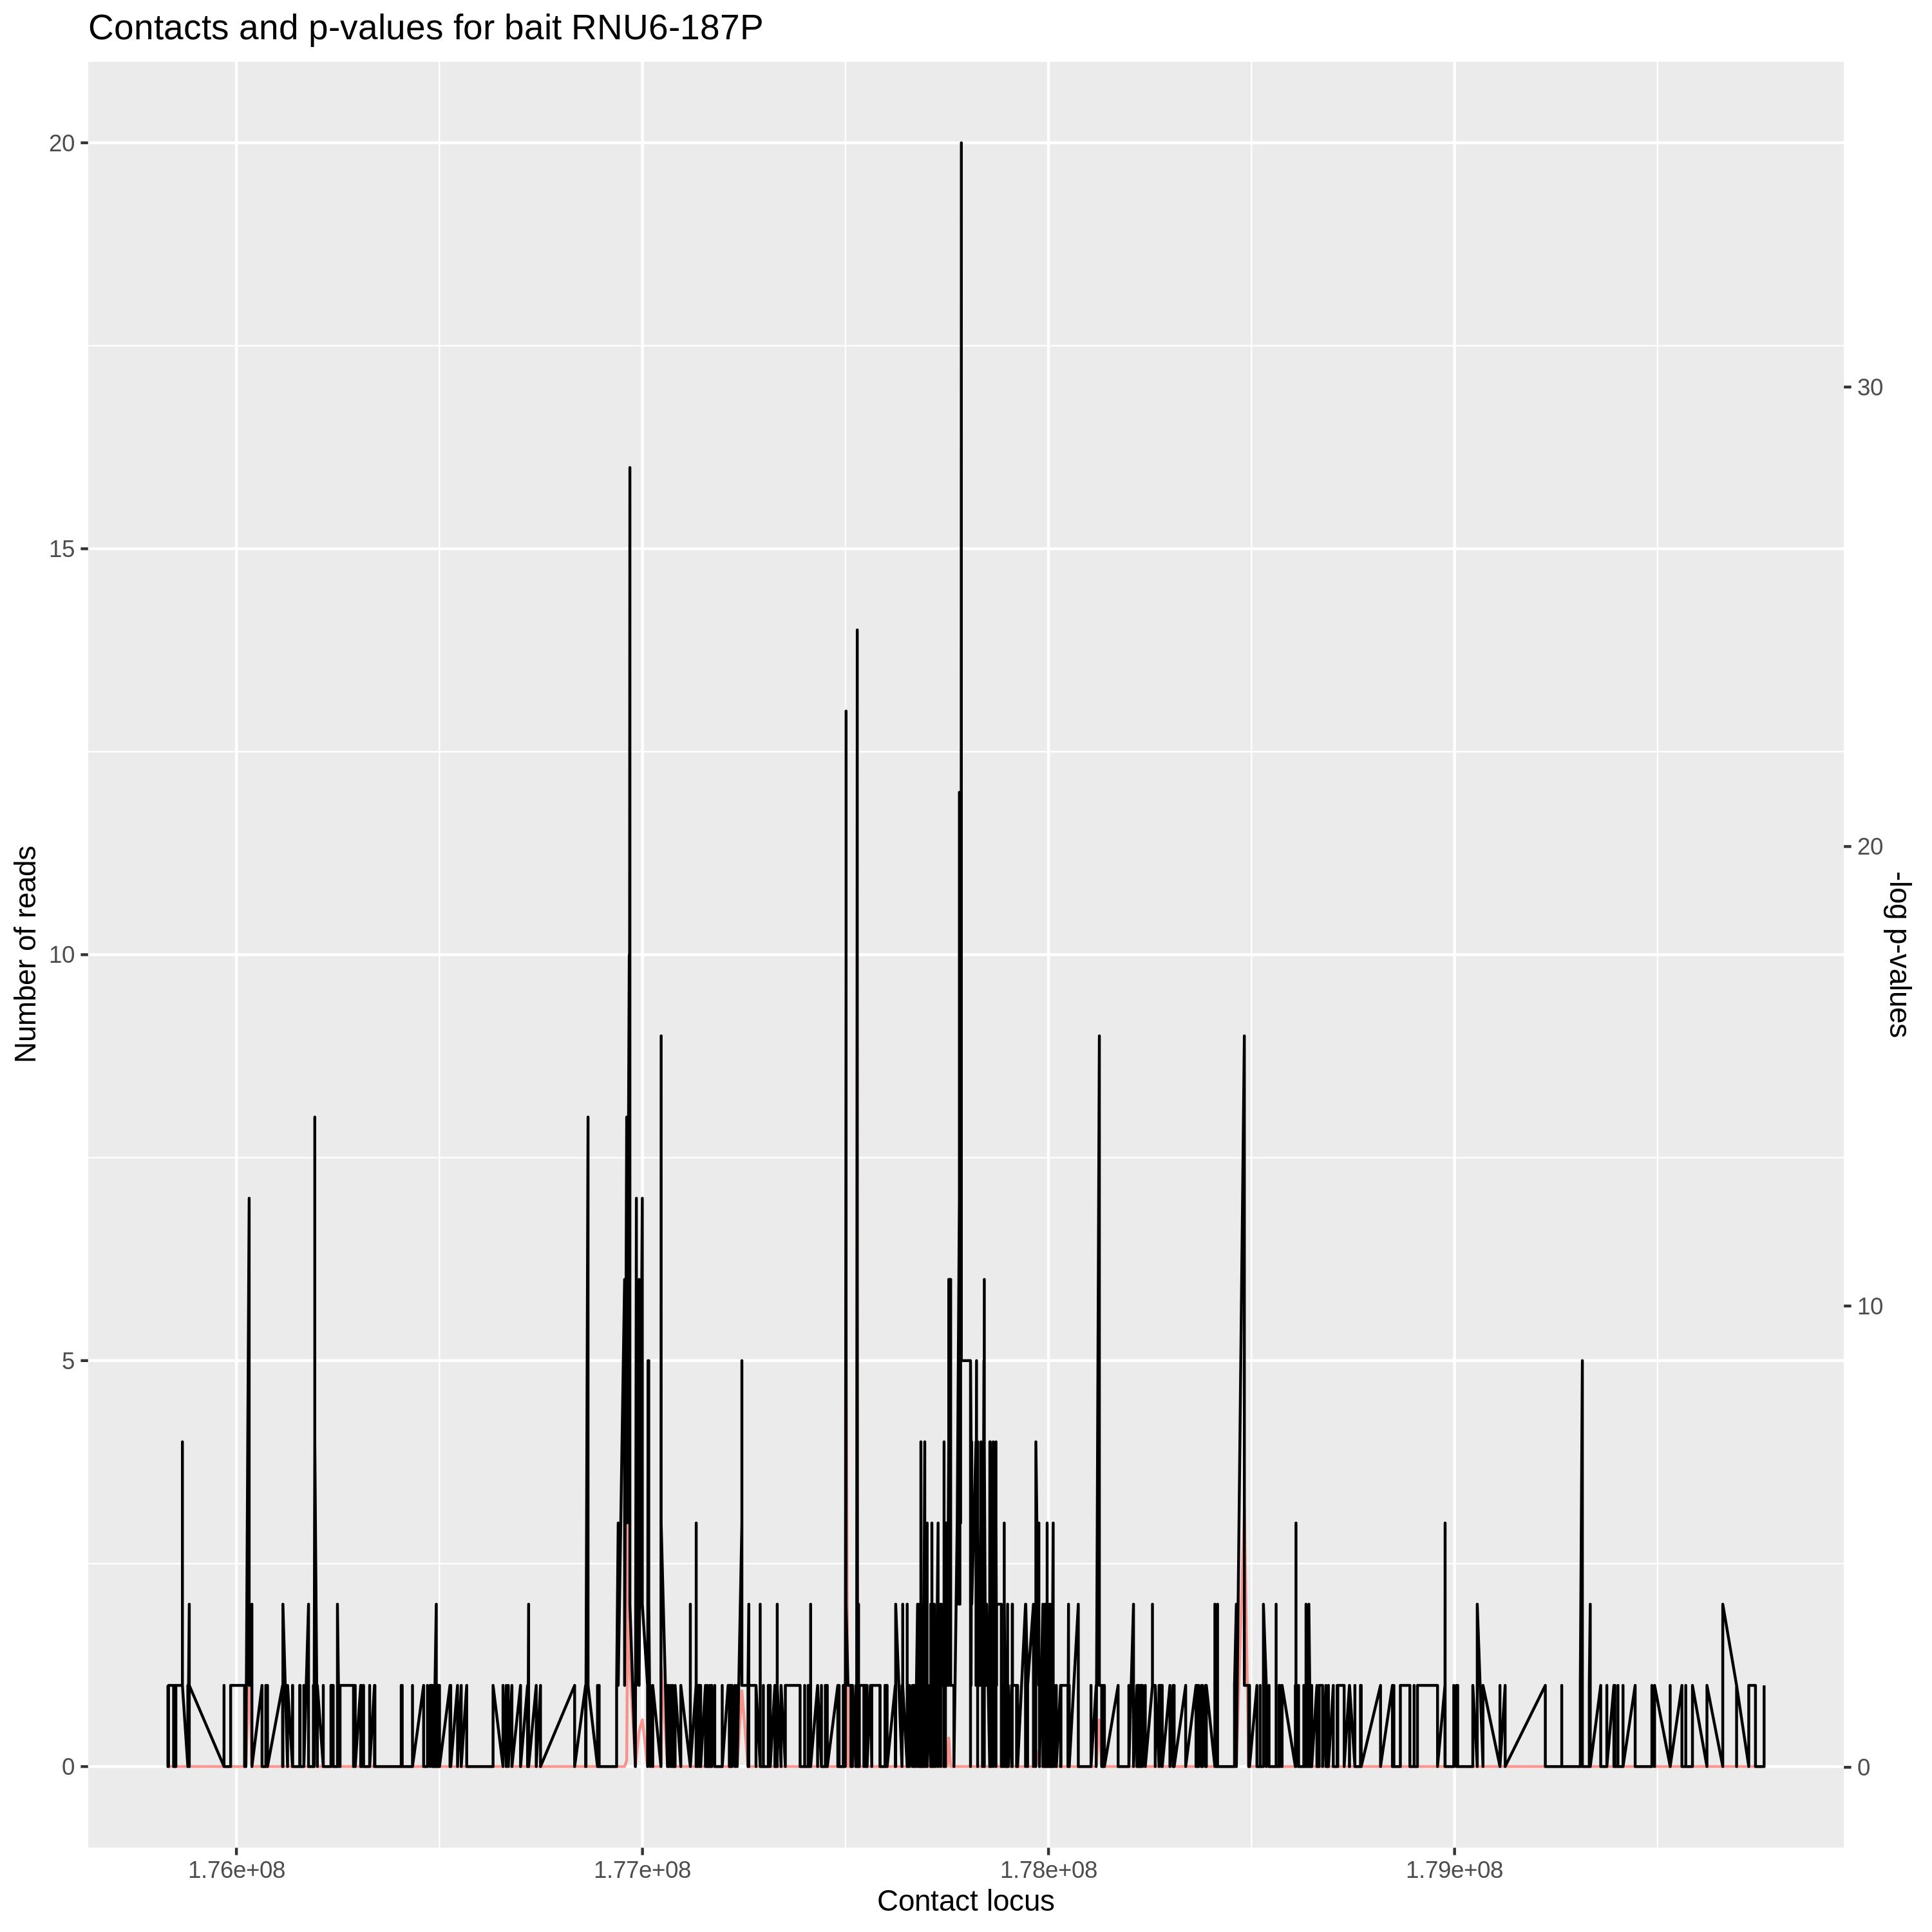 Contacts and p-values for bait RNU6-187P
20
15
10
5
0
Number of reads
30
20
10
0
-log p-values
1.76e+08
1.77e+08
1.78e+08
1.79e+08
Contact locus